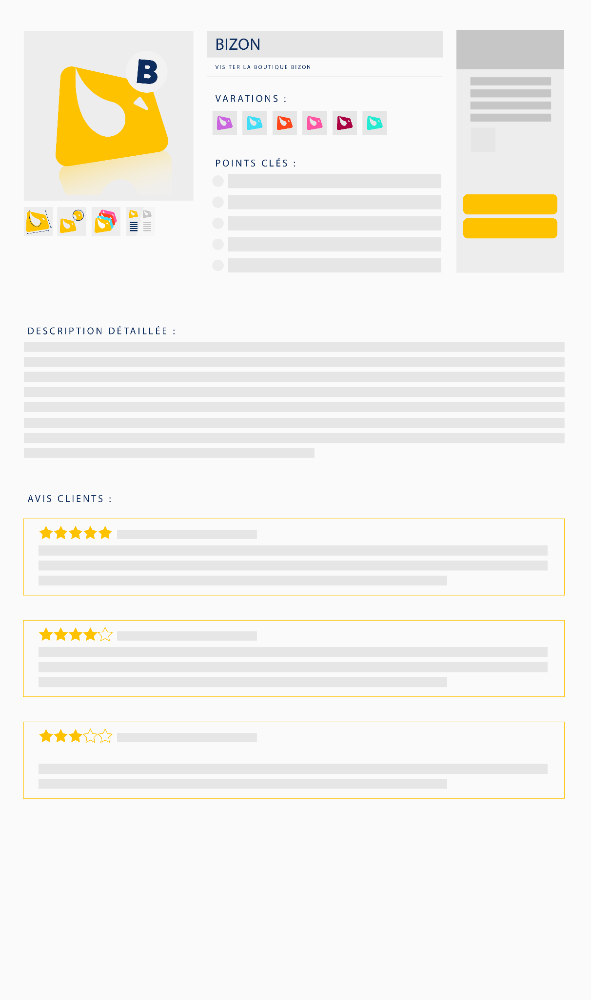 B
BIZON
VISITER LA BOUTIQUE BIZON
VARATIONS :
POINTS CLÉS :
DESCRIPTION DÉTAILLÉE :
AVIS CLIENTS :